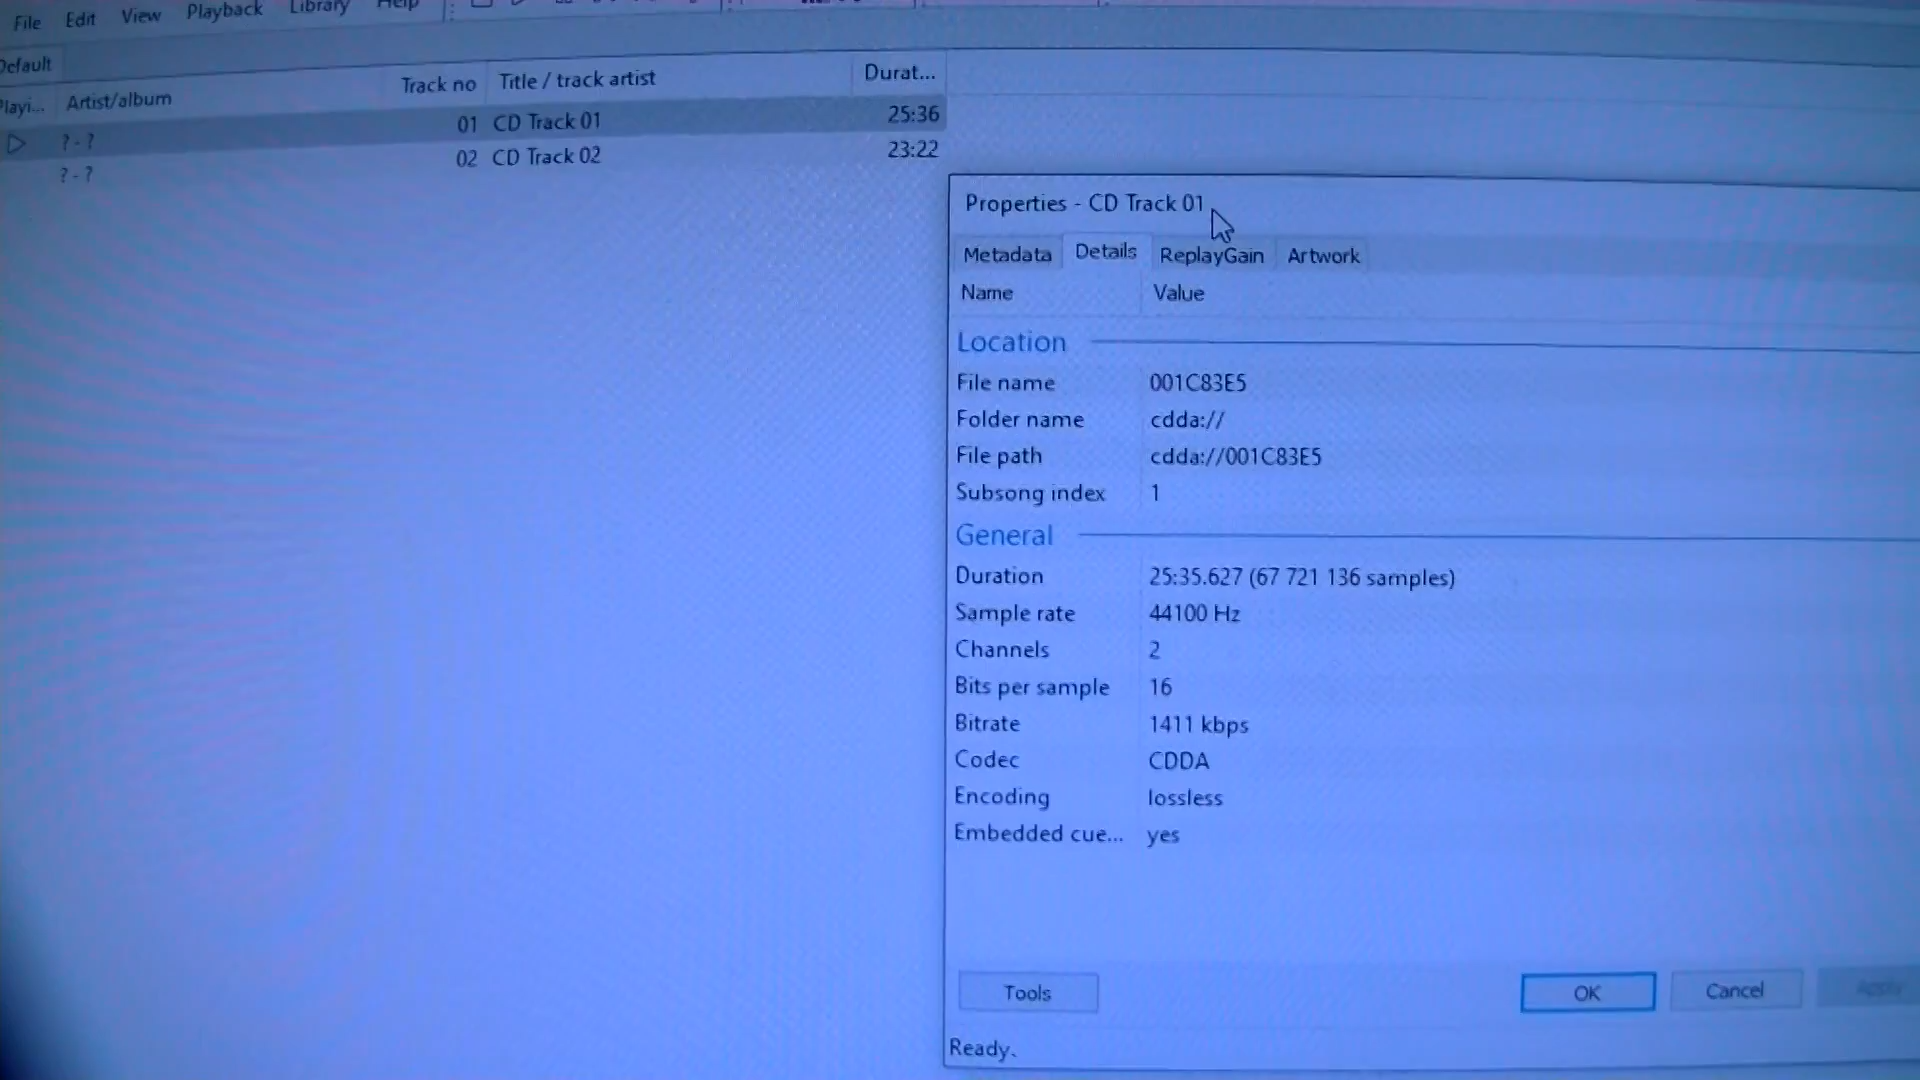 File Edit View Playback Library Help
Default
Playi... Artist/album Track no Title / track artist Durat...
? - ? 01 CD Track 01 25:36
? - ? 02 CD Track 02 23:22
Properties - CD Track 01
Metadata Details ReplayGain Artwork
Name Value
Location
File name 001C83E5
Folder name cdda://
File path cdda://001C83E5
Subsong index 1
General
Duration 25:35.627 (67 721 136 samples)
Sample rate 44100 Hz
Channels 2
Bits per sample 16
Bitrate 1411 kbps
Codec CDDA
Encoding lossless
Embedded cue... yes
Tools OK Cancel Apply
Ready.